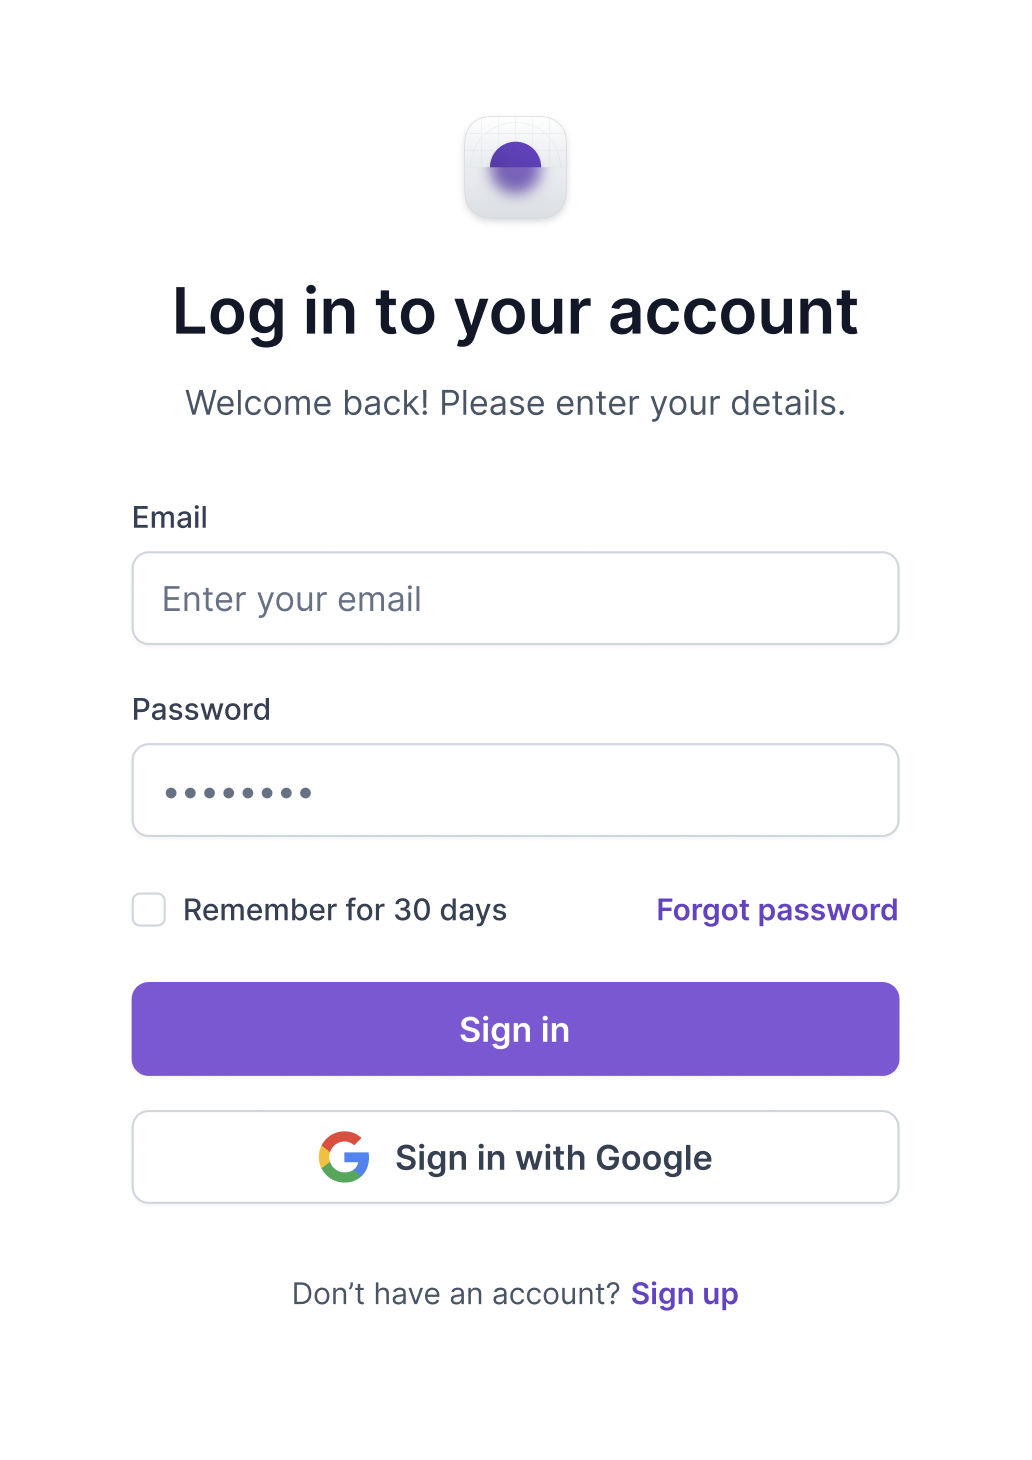 Log in to your account
Welcome back! Please enter your details.
Email
Enter your email
Password
••••••••
Remember for 30 days
Forgot password
Sign in
Sign in with Google
Don’t have an account? Sign up